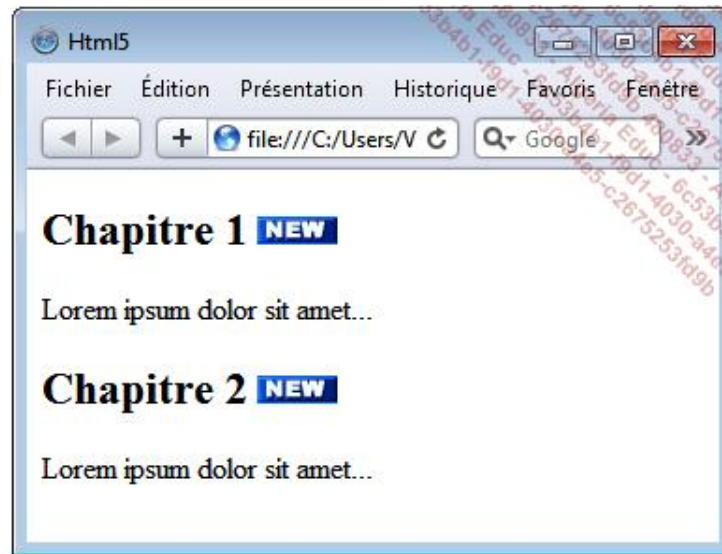 Html5
Fichier Édition Présentation Historique Favoris Fenêtre
file:///C:/Users/V Google
Chapitre 1 NEW
Lorem ipsum dolor sit amet...
Chapitre 2 NEW
Lorem ipsum dolor sit amet...